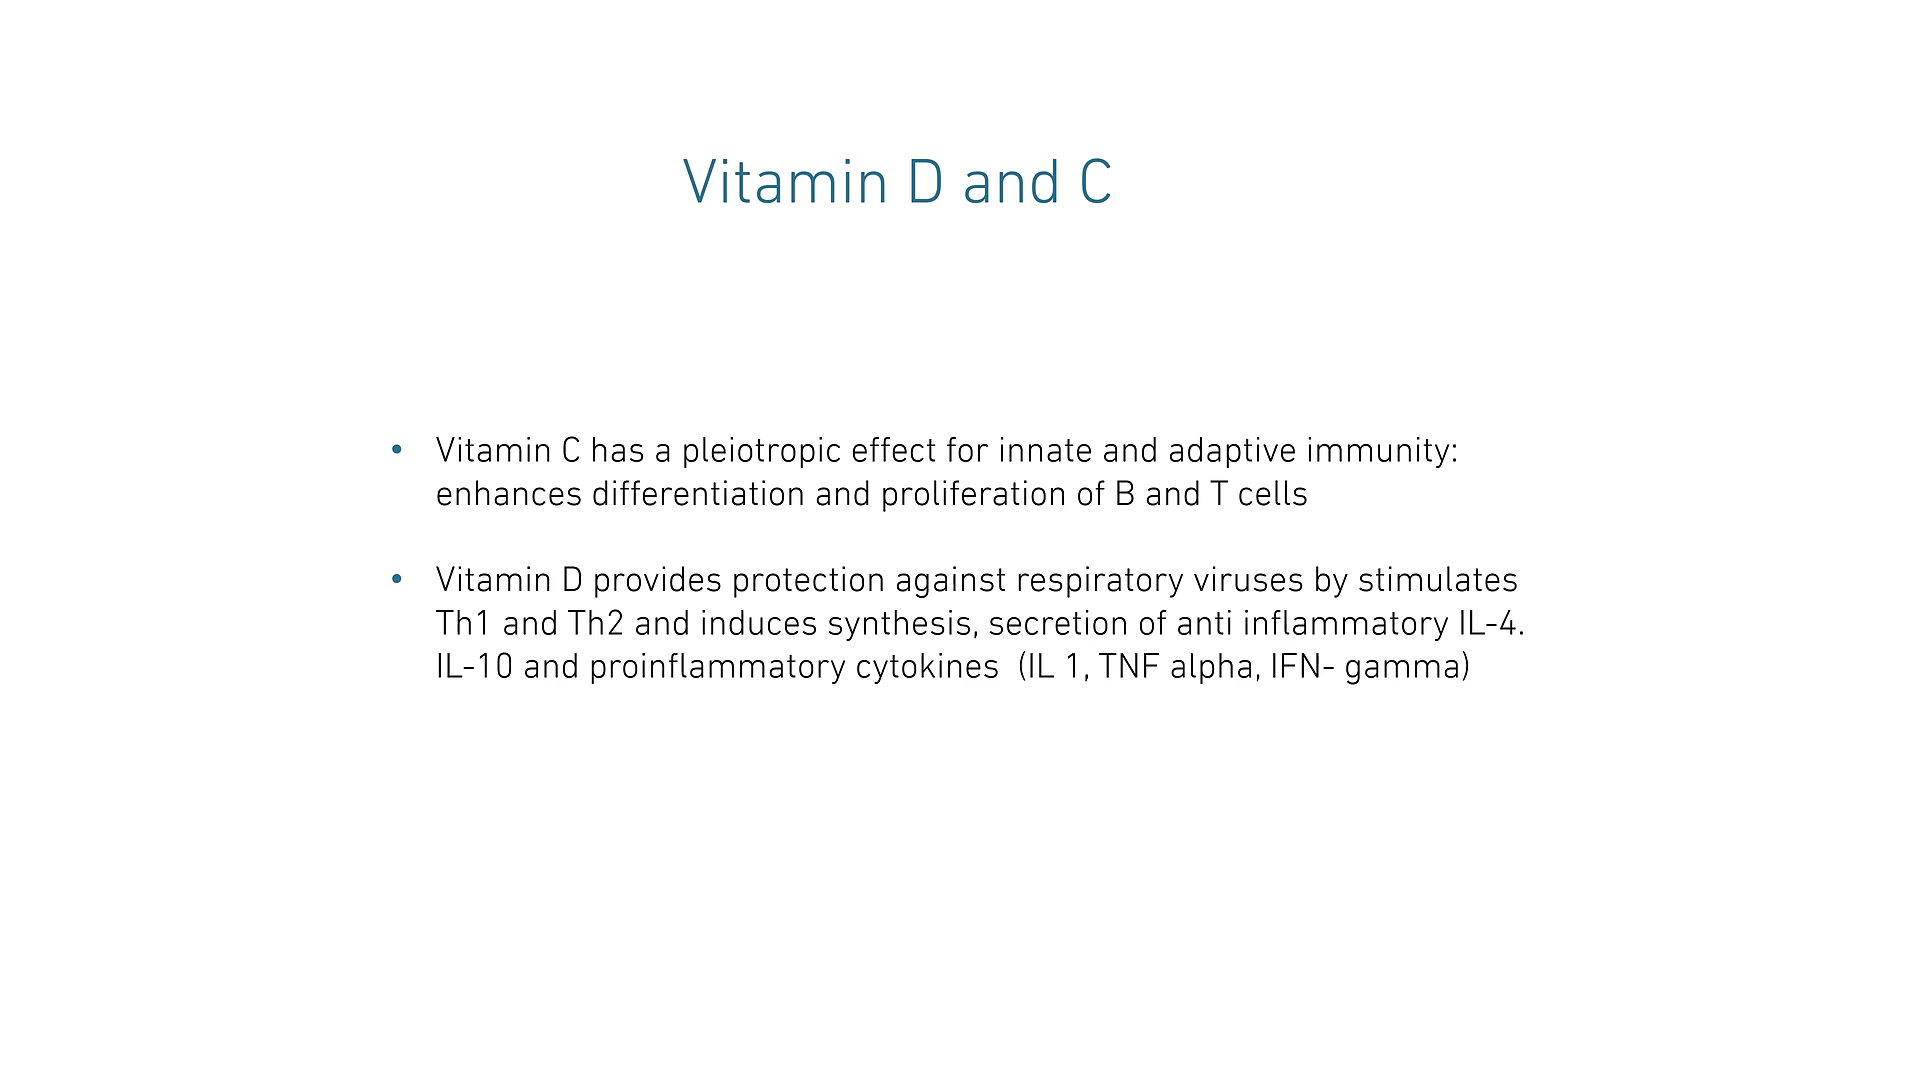 Vitamin D and C
• Vitamin C has a pleiotropic effect for innate and adaptive immunity:
enhances differentiation and proliferation of B and T cells
• Vitamin D provides protection against respiratory viruses by stimulates
Th1 and Th2 and induces synthesis, secretion of anti inflammatory IL-4.
IL-10 and proinflammatory cytokines  (IL 1, TNF alpha, IFN- gamma)